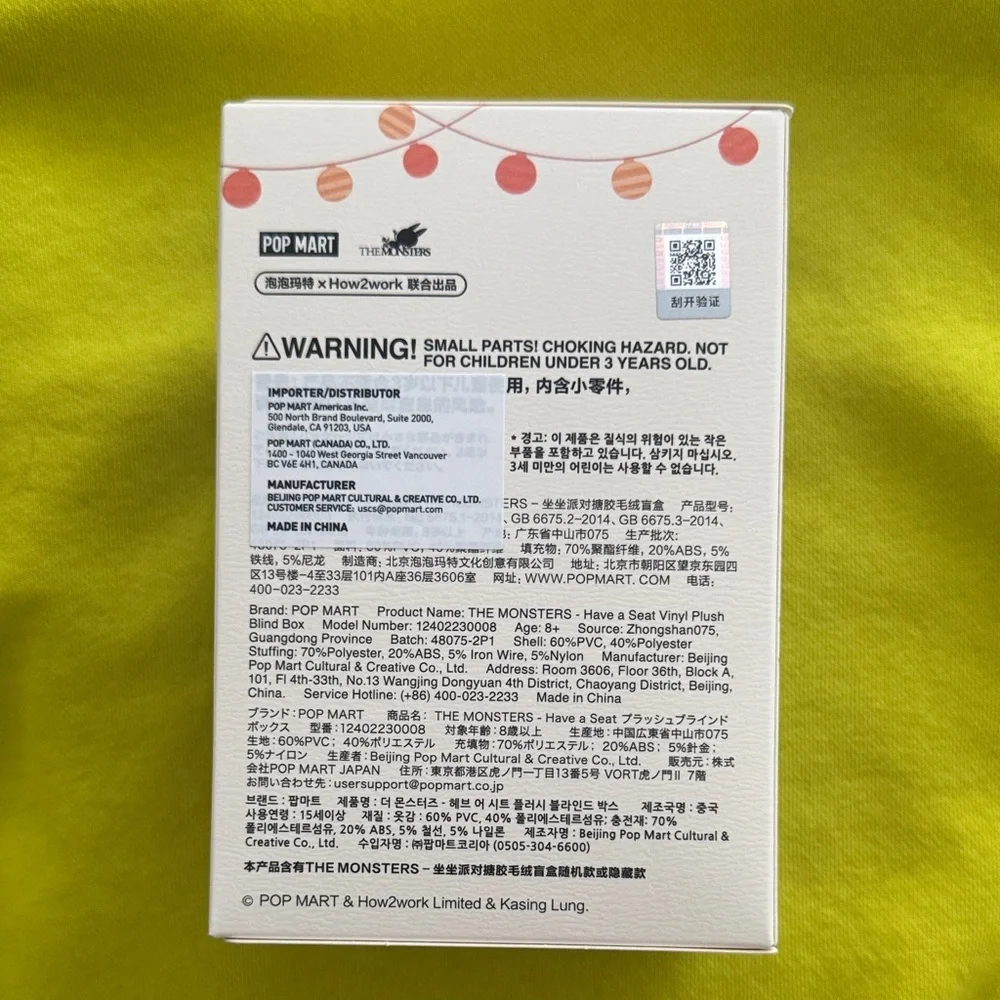 POP MART
THE MONSTERS
泡泡玛特 × How2work 联合出品
刮开验证
WARNING! SMALL PARTS! CHOKING HAZARD. NOT
FOR CHILDREN UNDER 3 YEARS OLD.
用，内含小零件，
IMPORTER/DISTRIBUTOR
POP MART Americas Inc.
500 North Brand Boulevard, Suite 2000,
Glendale, CA 91203, USA
POP MART (CANADA) CO., LTD.
1400 - 1040 West Georgia Street Vancouver
BC V6E 4H1, CANADA
MANUFACTURER
BEIJING POP MART CULTURAL & CREATIVE CO., LTD.
CUSTOMER SERVICE: uscs@popmart.com
MADE IN CHINA
* 경고: 이 제품은 질식의 위험이 있는 작은
부품을 포함하고 있습니다. 삼키지 마십시오.
3세 미만의 어린이는 사용할 수 없습니다.
ERS – 坐坐派对搪胶毛绒盲盒 产品型号：
、GB 6675.2–2014、GB 6675.3–2014、
广东省中山市075 生产批次：
填充物：70%聚酯纤维，20%ABS，5%
铁线，5%尼龙 制造商：北京泡泡玛特文化创意有限公司 地址：北京市朝阳区望京东园四
区13号楼–4至33层101内A座36层3606室 网址：WWW.POPMART. COM 电话：
400–023–2233
Brand: POP MART Product Name: THE MONSTERS - Have a Seat Vinyl Plush
Blind Box Model Number: 12402230008 Age: 8+ Source: Zhongshan075,
Guangdong Province Batch: 48075-2P1 Shell: 60%PVC, 40%Polyester
Stuffing: 70%Polyester, 20%ABS, 5% Iron Wire, 5%Nylon Manufacturer: Beijing
Pop Mart Cultural & Creative Co., Ltd. Address: Room 3606, Floor 36th, Block A,
101, Fl 4th-33th, No.13 Wangjing Dongyuan 4th District, Chaoyang District, Beijing,
China. Service Hotline: (+86) 400-023-2233 Made in China
ブランド：POP MART 商品名： THE MONSTERS - Have a Seat プラッシュブラインド
ボックス 型番：12402230008 対象年齢：8歳以上 生産地：中国広東省中山市075
生地：60%PVC； 40%ポリエステル 充填物：70%ポリエステル； 20%ABS； 5%針金；
5%ナイロン 生産者：Beijing Pop Mart Cultural & Creative Co., Ltd. 販売元：株式
会社POP MART JAPAN 住所：東京都港区虎ノ門一丁目13番5号 VORT虎ノ門Ⅱ 7階
お問い合わせ先：usersupport@popmart.co.jp
브랜드 : 팝마트 제품명 : 더 몬스터즈 - 헤브 어 시트 플러시 블라인드 박스 제조국명 : 중국
사용연령 : 15세이상 재질 : 옷감 : 60% PVC, 40% 폴리에스테르섬유; 충전재: 70%
폴리에스테르섬유, 20% ABS, 5% 철선, 5% 나일론 제조자명 : Beijing Pop Mart Cultural &
Creative Co., Ltd. 수입자명 : ㈜팝마트코리아 (0505-304-6600)
本产品含有THE MONSTERS – 坐坐派对搪胶毛绒盲盒随机款或隐藏款
© POP MART & How2work Limited & Kasing Lung.